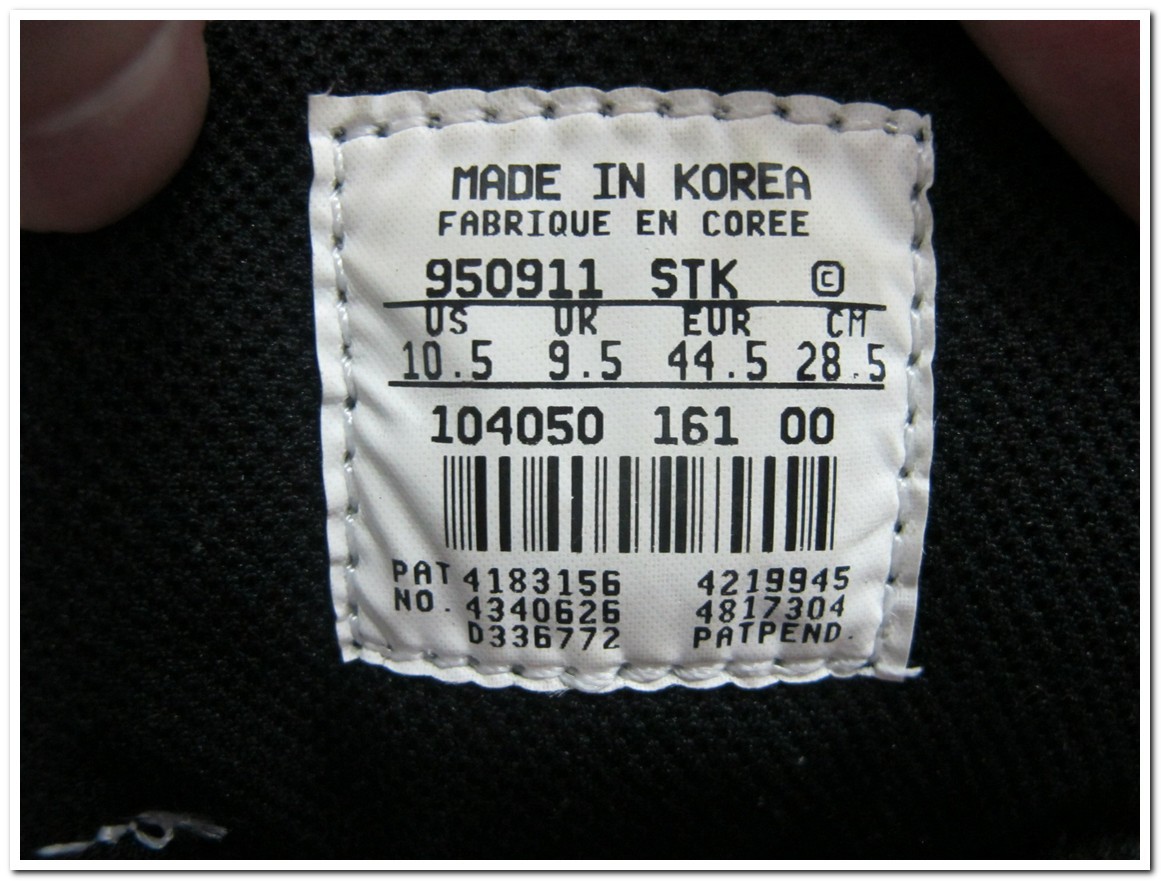 MADE IN KOREA
FABRIQUE EN COREE
950911 STK ©
US UK EUR CM
10.5 9.5 44.5 28.5
104050 161 00
PAT 4183156 4219945
NO. 4340626 4817304
D336772 PATPEND.